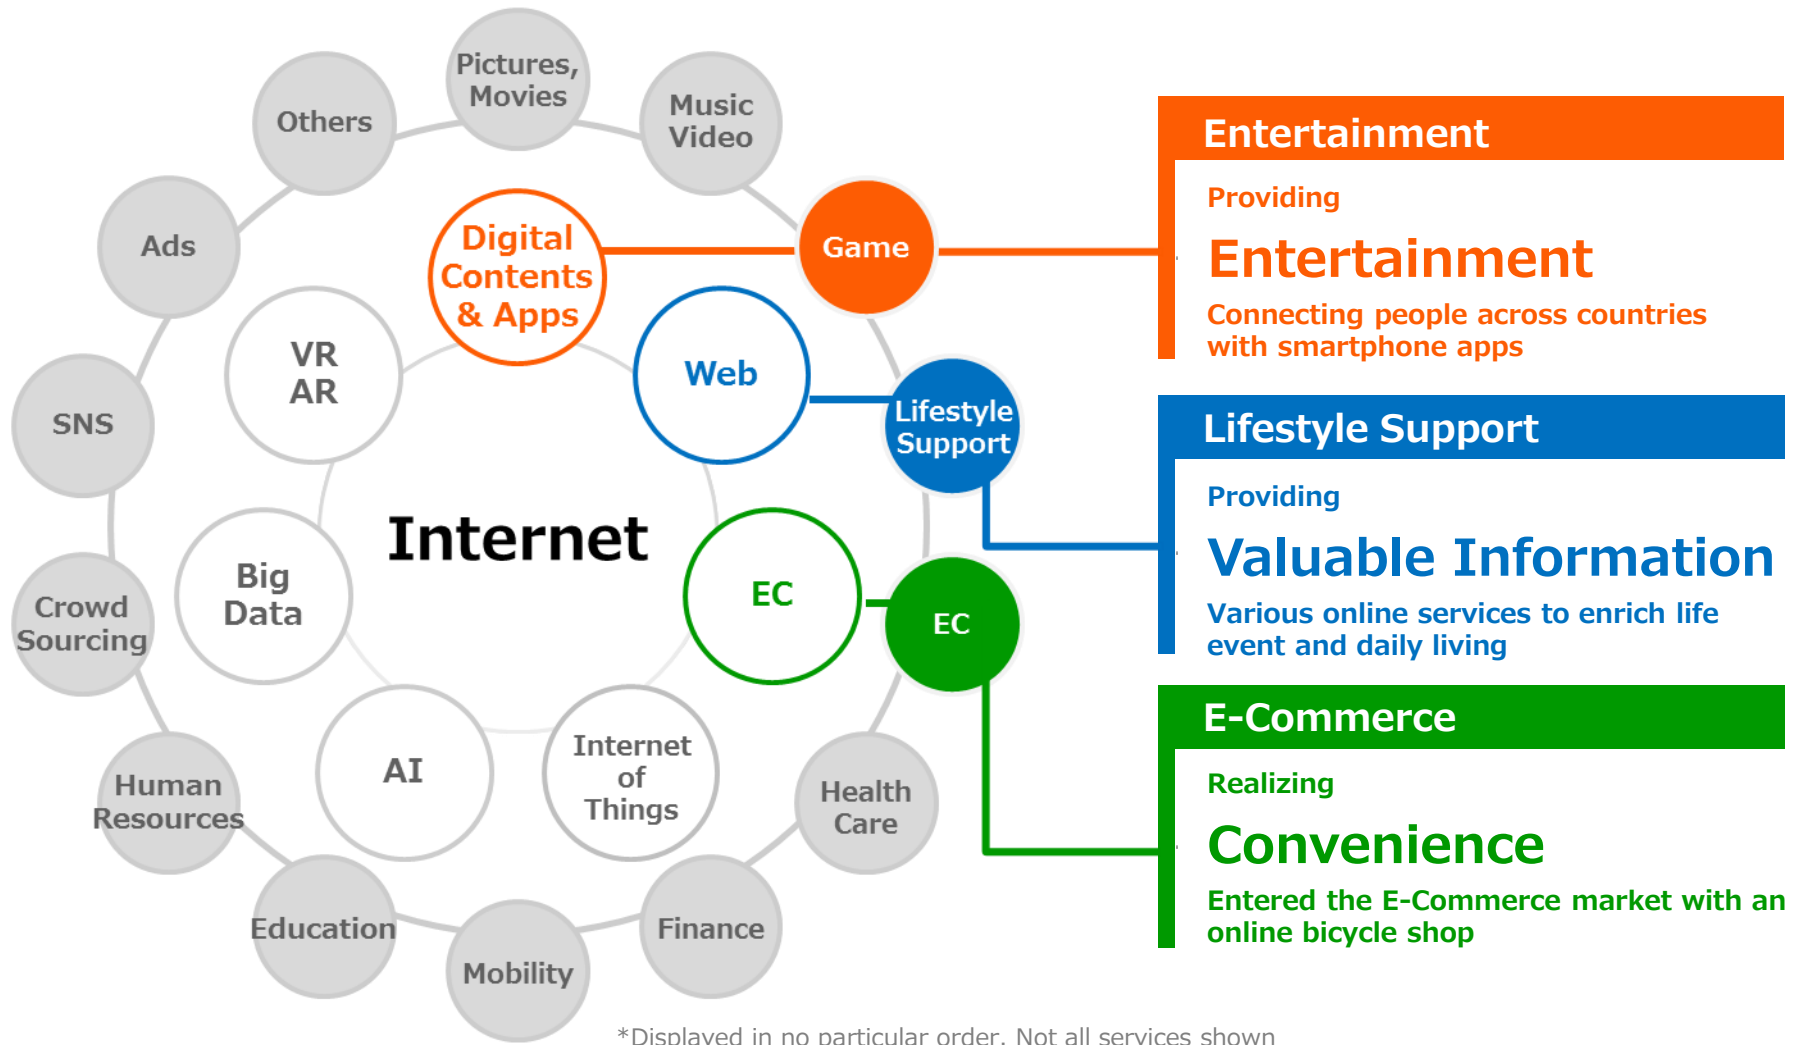 Pictures,
Movies
Music
Video
Others
Ads
SNS
Crowd
Sourcing
Human
Resources
Education
Mobility
Finance
Health
Care
Game
Lifestyle
Support
EC
Digital
Contents
& Apps
Web
EC
Internet
of
Things
AI
Big
Data
VR
AR
Internet
Entertainment
Providing
Entertainment
Connecting people across countries
with smartphone apps
Lifestyle Support
Providing
Valuable Information
Various online services to enrich life
event and daily living
E-Commerce
Realizing
Convenience
Entered the E-Commerce market with an
online bicycle shop
*Displayed in no particular order. Not all services shown